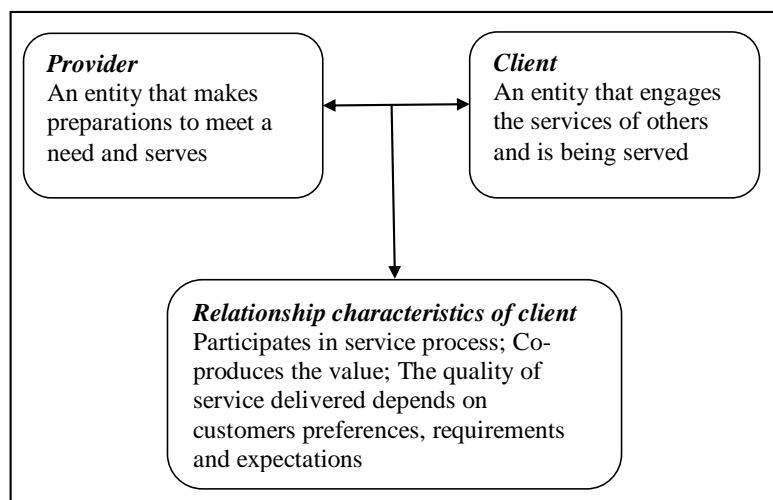 Provider
An entity that makes
preparations to meet a
need and serves
Client
An entity that engages
the services of others
and is being served
Relationship characteristics of client
Participates in service process; Co-
produces the value; The quality of
service delivered depends on
customers preferences, requirements
and expectations